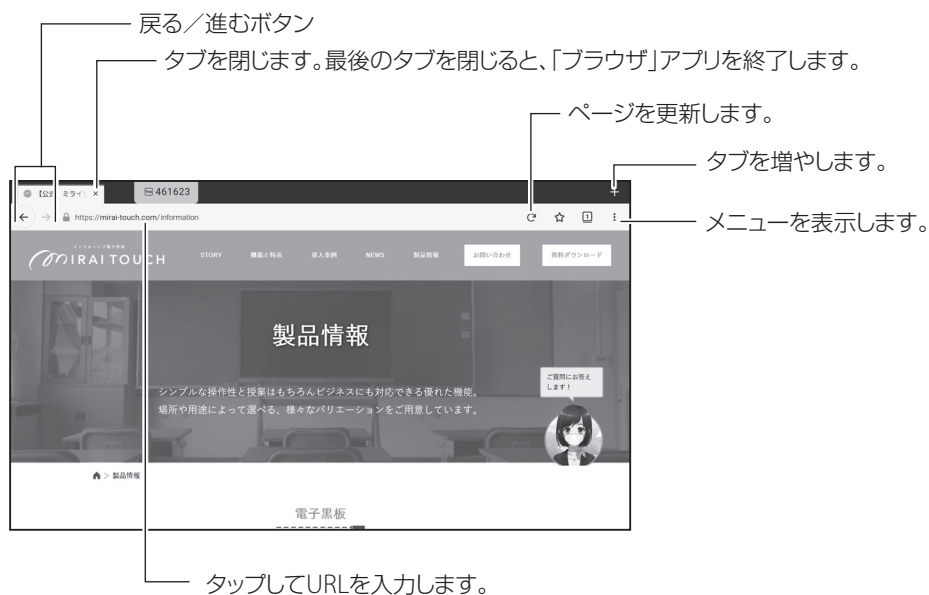 戻る／進むボタン
タブを閉じます。最後のタブを閉じると、「ブラウザ」アプリを終了します。
ページを更新します。
タブを増やします。
461623
https://mirai-touch.com/information
1
メニューを表示します。
MIRAI TOUCH
STORY 機能と特長 導入事例 NEWS 製品情報 お問い合わせ 資料ダウンロード
製品情報
ご質問にお答え
します！
シンプルな操作性と授業はもちろんビジネスにも対応できる優れた機能。
場所や用途によって選べる、様々なバリエーションをご用意しています。
> 製品情報
電子黒板
タップしてURLを入力します。